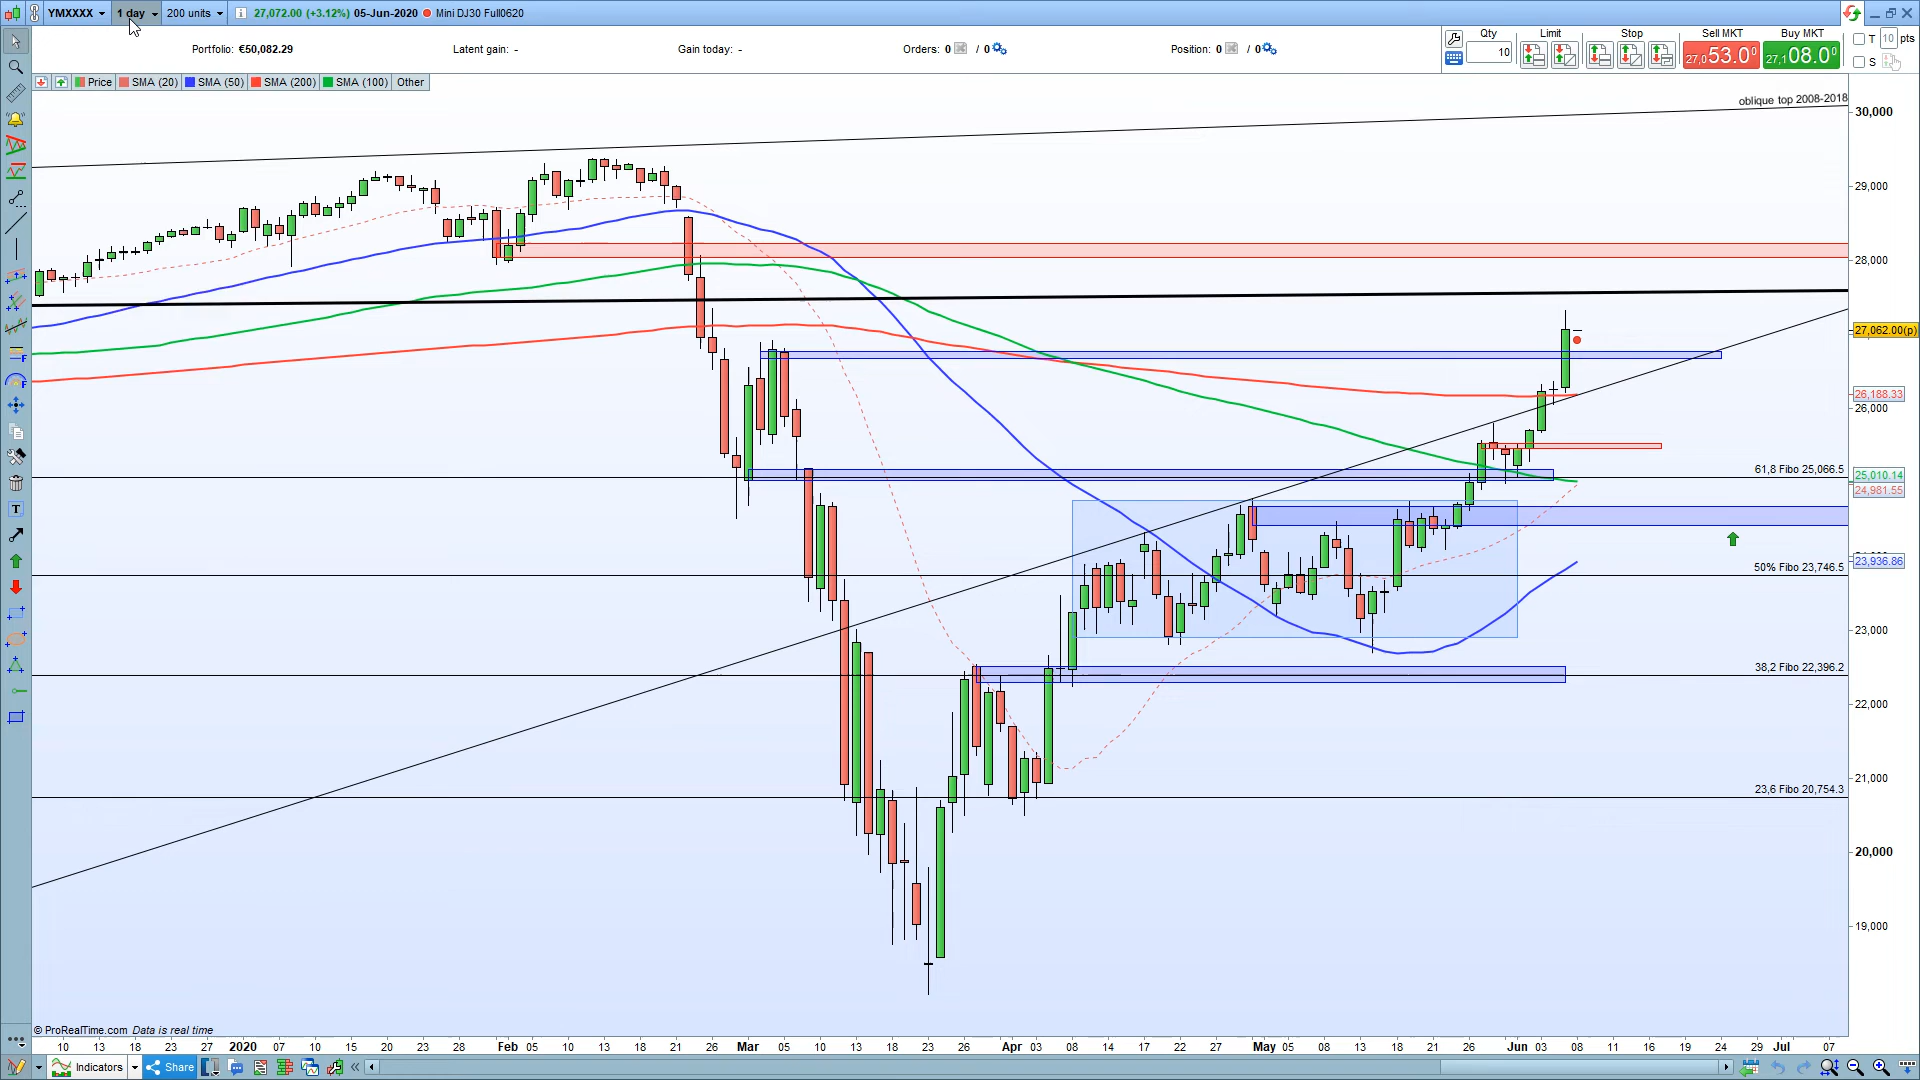 YMXXXX 1 day 200 units 27,072.00 (+3.12%) 05-Jun-2020 Mini DJ30 Full0620
Portfolio: €50,082.29 Latent gain: - Gain today: - Orders: 0 / 0 Position: 0 / 0
Qty Limit Stop Sell MKT Buy MKT T 10 pts
10 27,053.0⁰ 27,108.0⁰ S
Price SMA (20) SMA (50) SMA (200) SMA (100) Other
oblique top 2008-2018
30,000
29,000
28,000
27,062.00(p)
26,188.33
26,000
61,8 Fibo 25,066.5
25,010.14
24,981.55
23,936.86
50% Fibo 23,746.5
23,000
38,2 Fibo 22,396.2
22,000
21,000
23,6 Fibo 20,754.3
20,000
19,000
© ProRealTime.com Data is real time
10 13 18 23 27 2020 07 10 15 20 23 28 Feb 05 10 13 18 21 26 Mar 05 10 13 18 23 26 Apr 03 08 14 17 22 27 May 05 08 13 18 21 26 Jun 03 08 11 16 19 24 29 Jul 07
Indicators Share